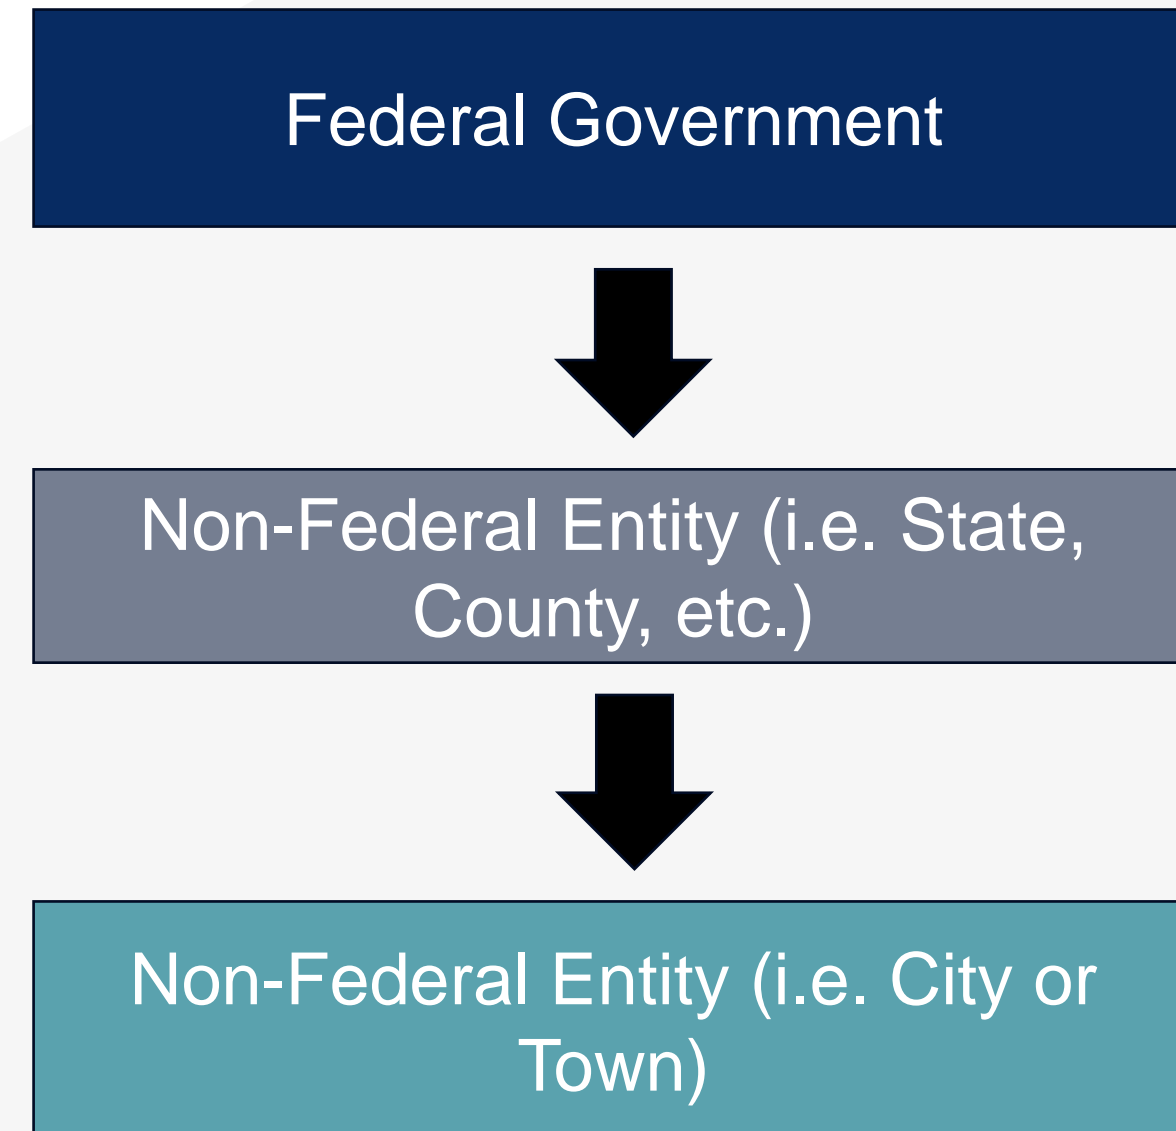 Federal Government
Non-Federal Entity (i.e. State,
County, etc.)
Non-Federal Entity (i.e. City or
Town)